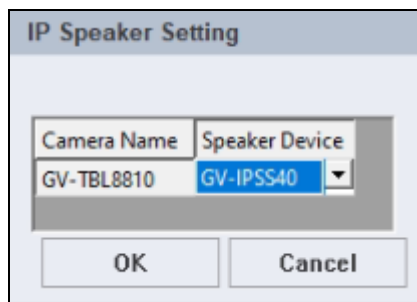 IP Speaker Setting
Camera Name Speaker Device
GV-TBL8810 GV-IPSS40
OK Cancel